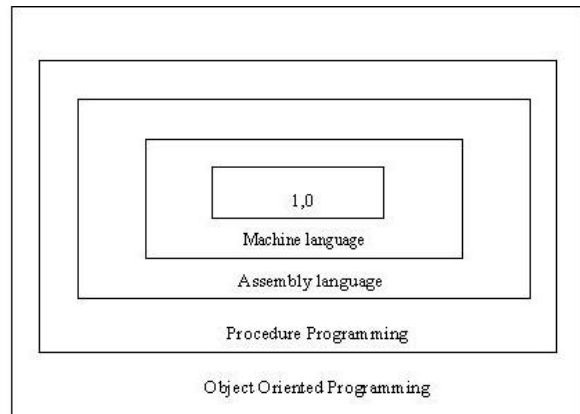 1,0
Machine language
Assembly language
Procedure Programming
Object Oriented Programming